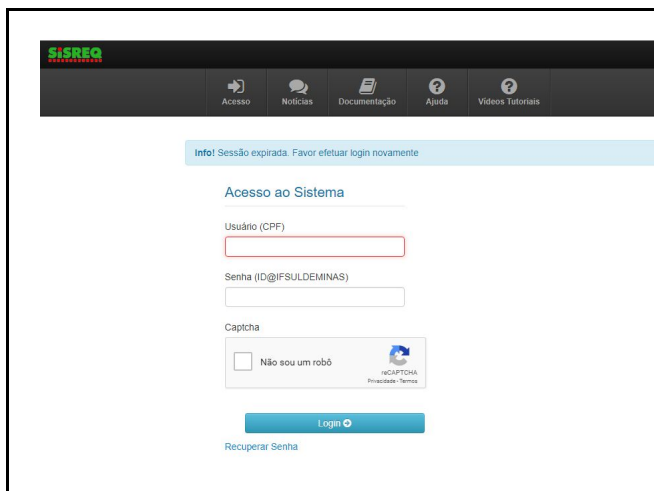 SiSREQ
Acesso Notícias Documentação Ajuda Vídeos Tutoriais
Info! Sessão expirada. Favor efetuar login novamente
Acesso ao Sistema
Usuário (CPF)
Senha (ID@IFSULDEMINAS)
Captcha
Não sou um robô
reCAPTCHA
Privacidade - Termos
Login
Recuperar Senha